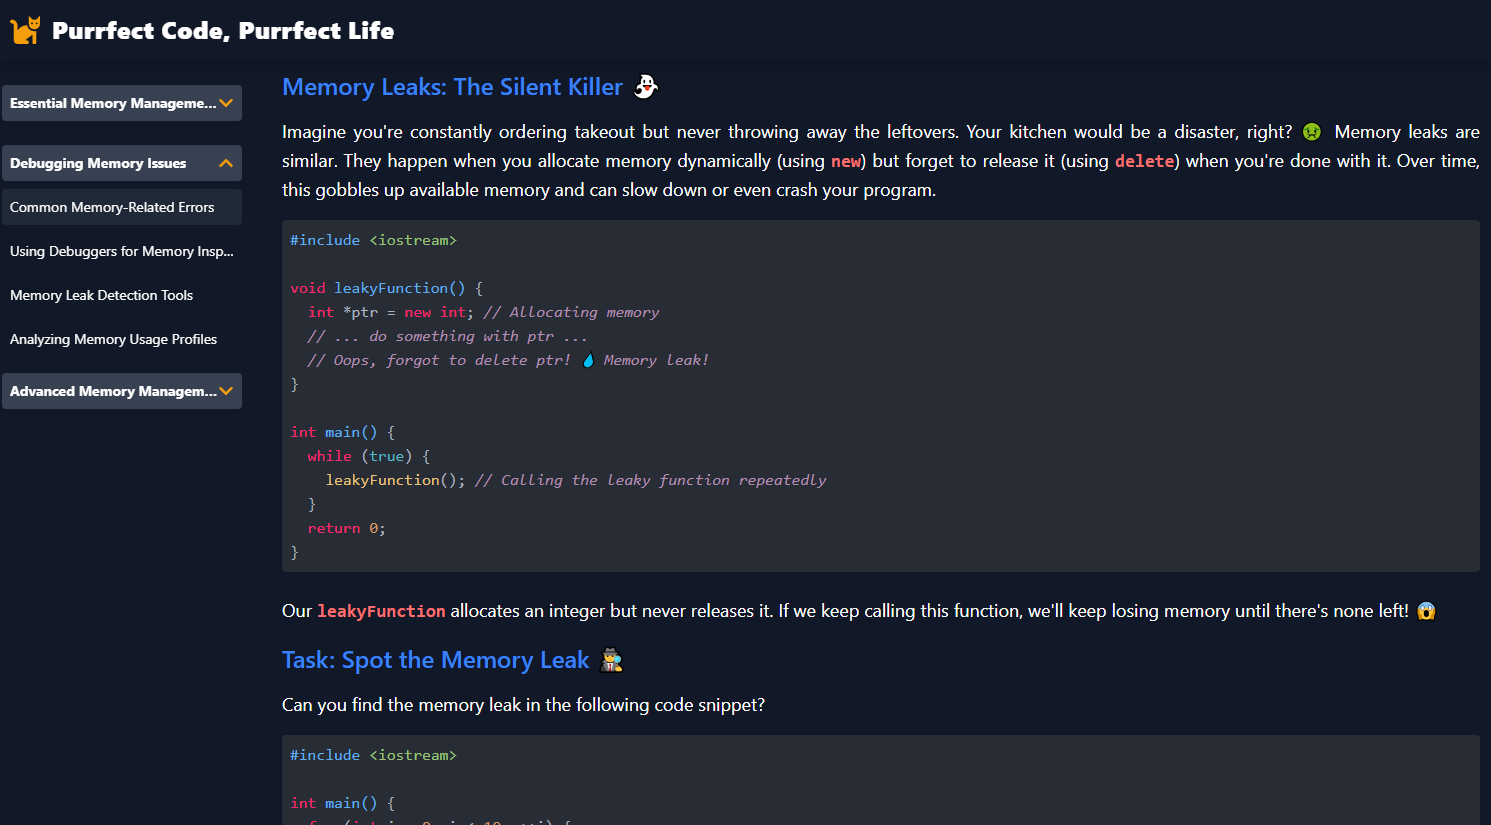 Purrfect Code, Purrfect Life
Essential Memory Manageme...
Debugging Memory Issues
Common Memory-Related Errors
Using Debuggers for Memory Insp...
Memory Leak Detection Tools
Analyzing Memory Usage Profiles
Advanced Memory Managem...
Memory Leaks: The Silent Killer 👻
Imagine you're constantly ordering takeout but never throwing away the leftovers. Your kitchen would be a disaster, right? 🤢 Memory leaks are
similar. They happen when you allocate memory dynamically (using new) but forget to release it (using delete) when you're done with it. Over time,
this gobbles up available memory and can slow down or even crash your program.
#include <iostream>
void leakyFunction() {
  int *ptr = new int; // Allocating memory
  // ... do something with ptr ...
  // Oops, forgot to delete ptr! 💧 Memory leak!
}
int main() {
  while (true) {
    leakyFunction(); // Calling the leaky function repeatedly
  }
  return 0;
}
Our leakyFunction allocates an integer but never releases it. If we keep calling this function, we'll keep losing memory until there's none left! 😱
Task: Spot the Memory Leak 🕵️
Can you find the memory leak in the following code snippet?
#include <iostream>
int main() {